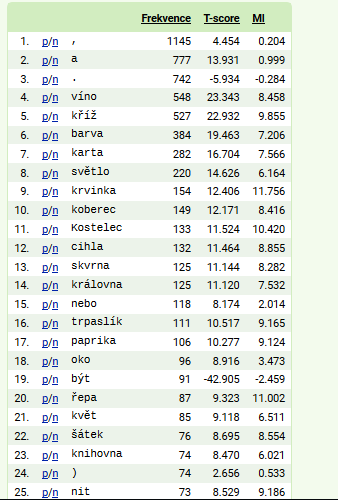 Frekvence T-score MI
1. p/n , 1145 4.454 0.204
2. p/n a 777 13.931 0.999
3. p/n . 742 -5.934 -0.284
4. p/n víno 548 23.343 8.458
5. p/n kříž 527 22.932 9.855
6. p/n barva 384 19.463 7.206
7. p/n karta 282 16.704 7.566
8. p/n světlo 220 14.626 6.164
9. p/n krvinka 154 12.406 11.756
10. p/n koberec 149 12.171 8.416
11. p/n Kostelec 133 11.524 10.420
12. p/n cihla 132 11.464 8.855
13. p/n skvrna 125 11.144 8.282
14. p/n královna 125 11.120 7.532
15. p/n nebo 118 8.174 2.014
16. p/n trpaslík 111 10.517 9.165
17. p/n paprika 106 10.277 9.124
18. p/n oko 96 8.916 3.473
19. p/n být 91 -42.905 -2.459
20. p/n řepa 87 9.323 11.002
21. p/n květ 85 9.118 6.511
22. p/n šátek 76 8.695 8.554
23. p/n knihovna 74 8.470 6.021
24. p/n ) 74 2.656 0.533
25. p/n nit 73 8.529 9.186